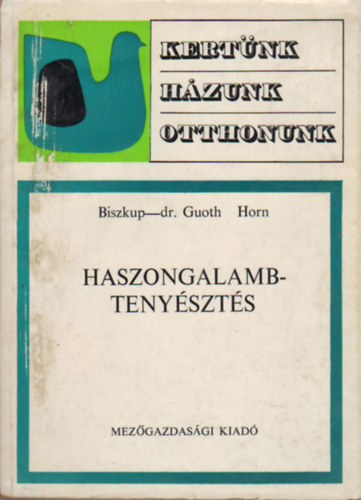 KERTÜNK
HÁZUNK
OTTHONUNK
Biszkup—dr. Guoth Horn
HASZONGALAMB-
TENYÉSZTÉS
MEZŐGAZDASÁGI KIADÓ